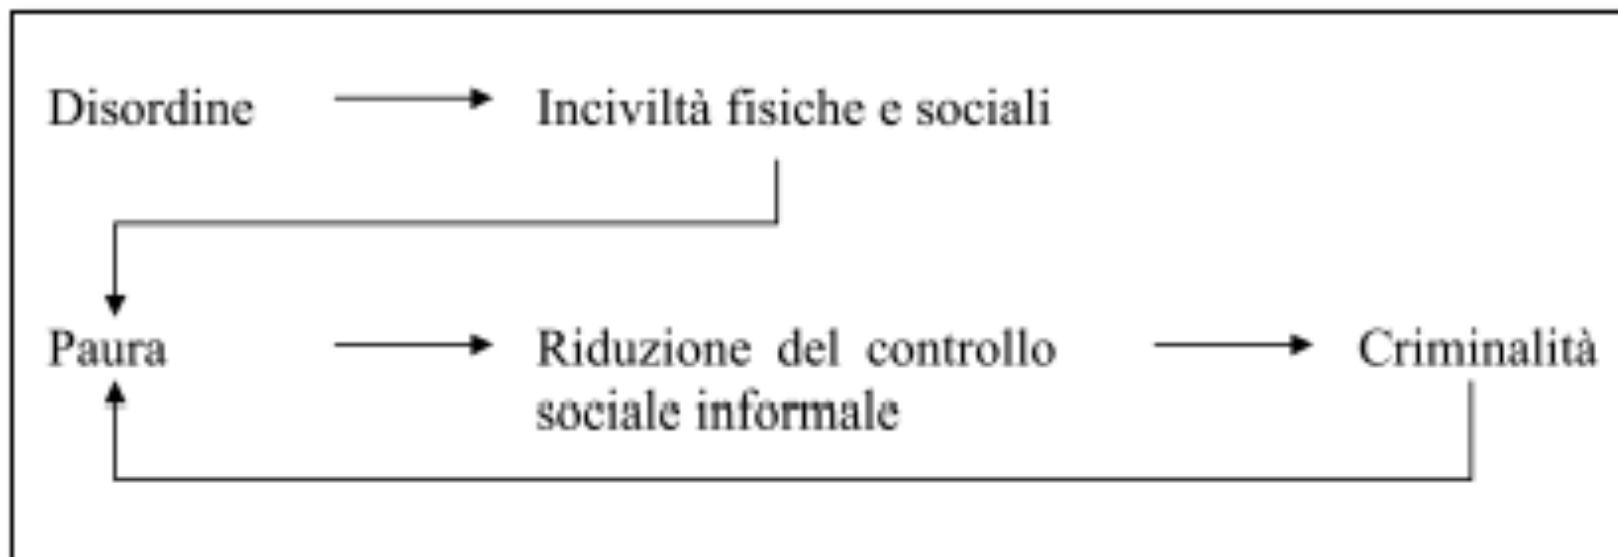 Disordine Inciviltà fisiche e sociali
Paura Riduzione del controllo Criminalità
sociale informale